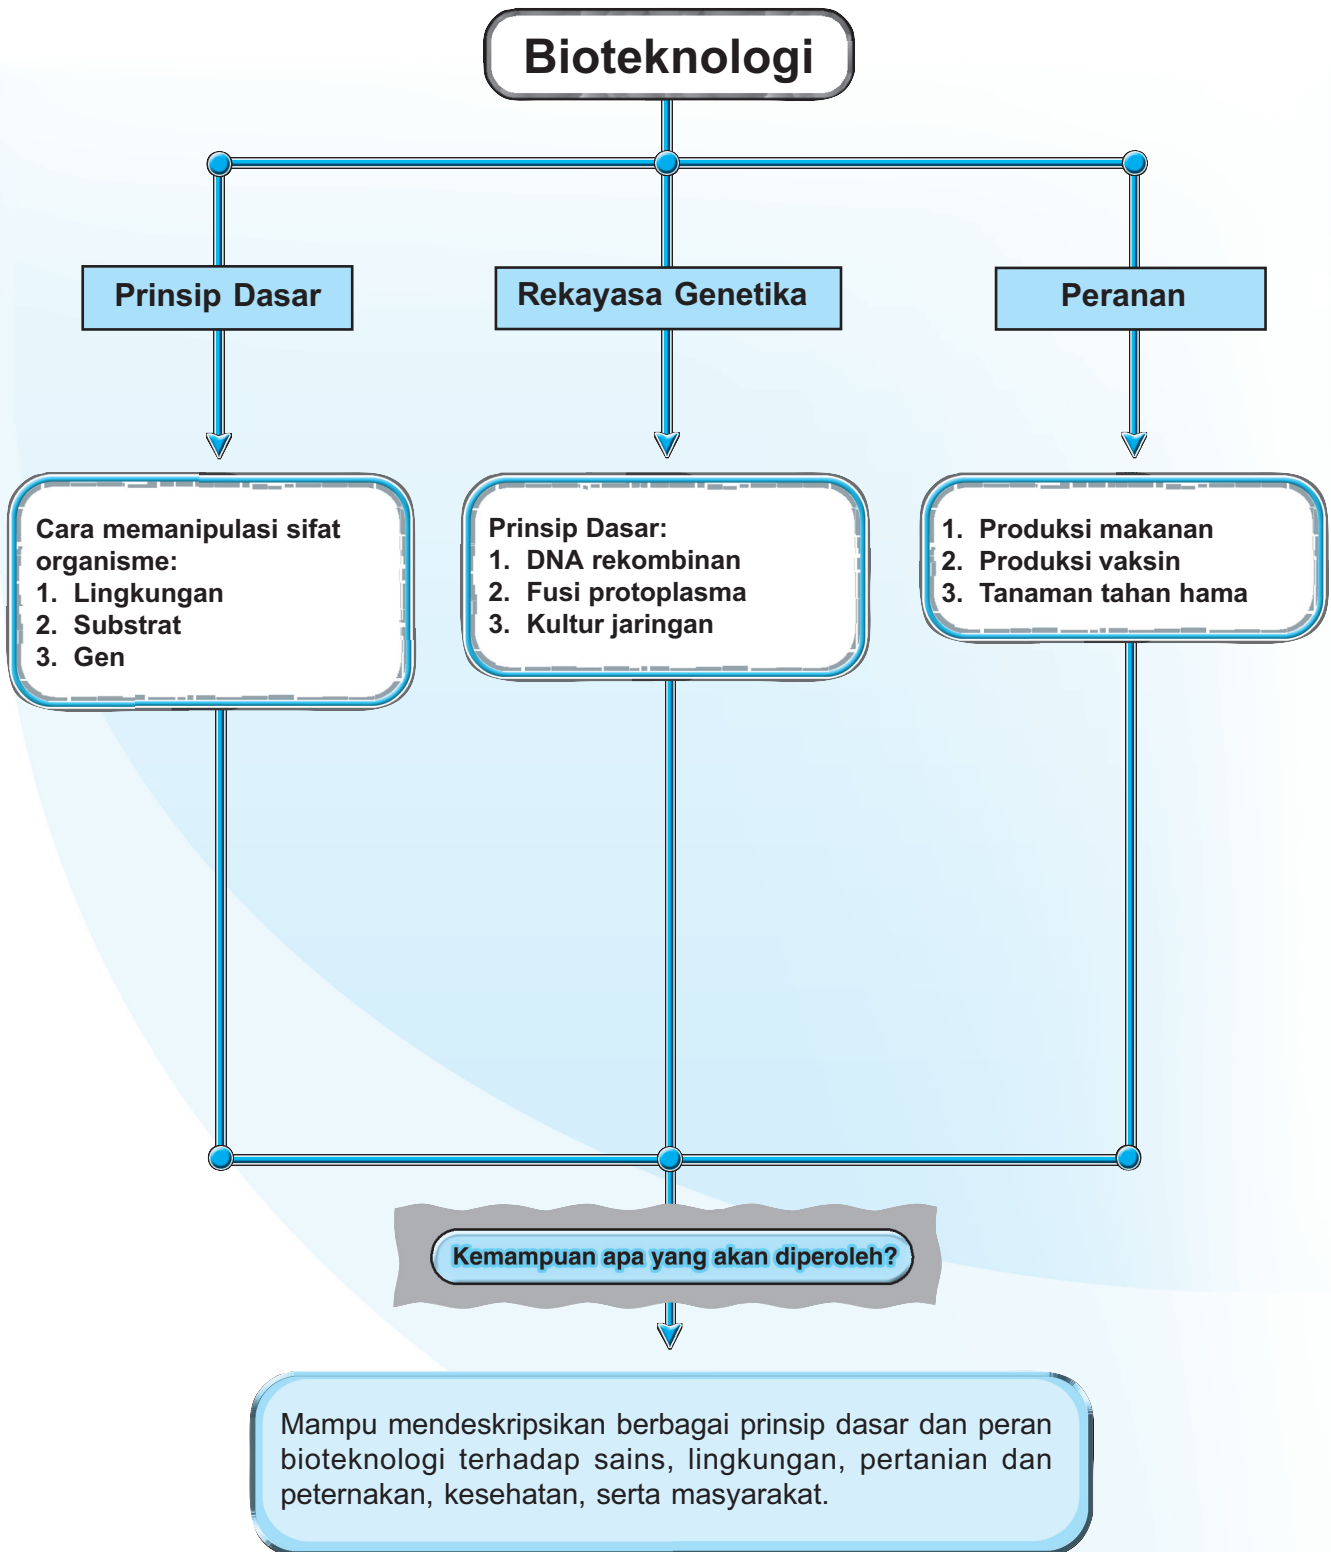 Bioteknologi
Prinsip Dasar
Rekayasa Genetika
Peranan
Cara memanipulasi sifat
organisme:
1. Lingkungan
2. Substrat
3. Gen
Prinsip Dasar:
1. DNA rekombinan
2. Fusi protoplasma
3. Kultur jaringan
1. Produksi makanan
2. Produksi vaksin
3. Tanaman tahan hama
Kemampuan apa yang akan diperoleh?
Mampu mendeskripsikan berbagai prinsip dasar dan peran
bioteknologi terhadap sains, lingkungan, pertanian dan
peternakan, kesehatan, serta masyarakat.